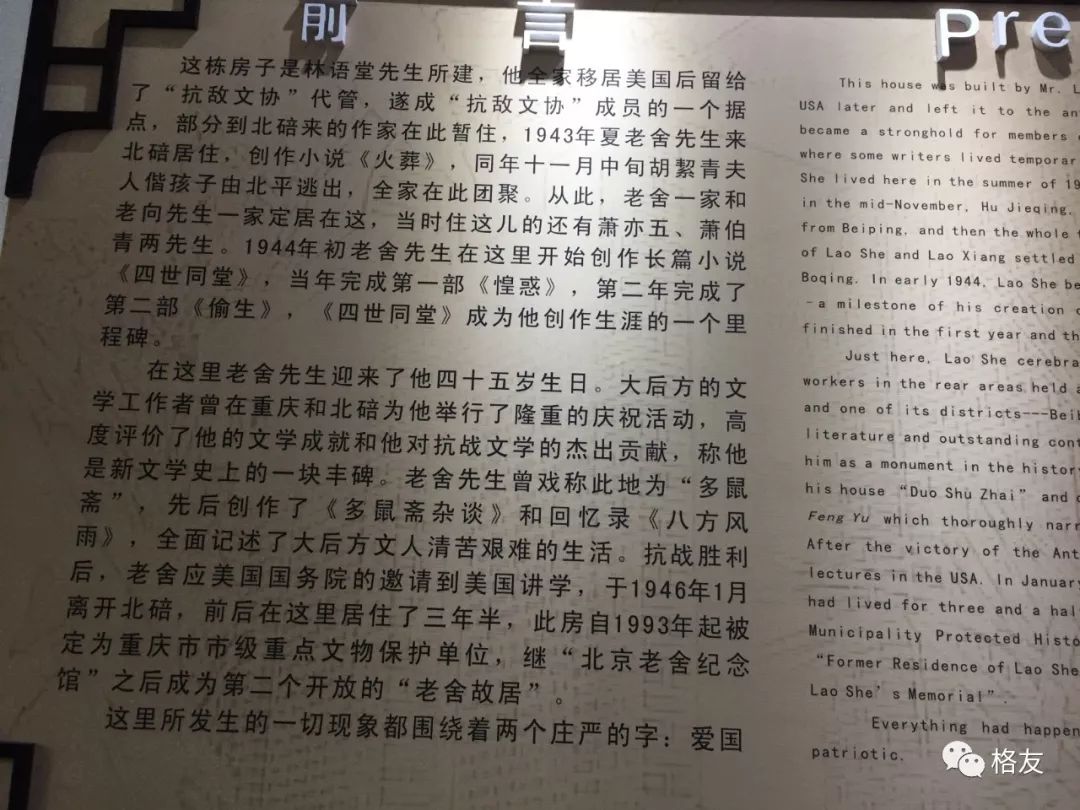 前言
Pre
这栋房子是林语堂先生所建，他全家移居美国后留给
了“抗敌文协”代管，遂成“抗敌文协”成员的一个据
点，部分到北碚来的作家在此暂住，1943年夏老舍先生来
北碚居住，创作小说《火葬》，同年十一月中旬胡絜青夫
人偕孩子由北平逃出，全家在此团聚。从此，老舍一家和
老向先生一家定居在这，当时住这儿的还有萧亦五、萧伯
青两先生。1944年初老舍先生在这里开始创作长篇小说
《四世同堂》，当年完成第一部《惶惑》，第二年完成了
第二部《偷生》，《四世同堂》成为他创作生涯的一个里
程碑。
在这里老舍先生迎来了他四十五岁生日。大后方的文
学工作者曾在重庆和北碚为他举行了隆重的庆祝活动，高
度评价了他的文学成就和他对抗战文学的杰出贡献，称他
是新文学史上的一块丰碑。老舍先生曾戏称此地为“多鼠
斋”，先后创作了《多鼠斋杂谈》和回忆录《八方风
雨》，全面记述了大后方文人清苦艰难的生活。抗战胜利
后，老舍应美国国务院的邀请到美国讲学，于1946年1月
离开北碚，前后在这里居住了三年半，此房自1993年起被
定为重庆市市级重点文物保护单位，继“北京老舍纪念
馆”之后成为第二个开放的“老舍故居”。
这里所发生的一切现象都围绕着两个庄严的字：爱国
This house was built by Mr. L
USA later and left it to the an
became a stronghold for members
where some writers lived temporar
She lived here in the summer of 19
in the mid-November, Hu Jieqing,
from Beiping, and then the whole
of Lao She and Lao Xiang settled
Boqing. In early 1944, Lao She be
-a milestone of his creation
finished in the first year and th
Just here, Lao She cerebra
workers in the rear areas held a
and one of its districts---Beib
literature and outstanding cont
him as a monument in the history
his house “Duo Shu Zhai” and
Feng Yu which thoroughly narr
After the victory of the Ant
lectures in the USA. In January
had lived for three and a hal
Municipality Protected Histo
“Former Residence of Lao She
Lao She's Memorial”.
Everything had happen
patriotic.
格友